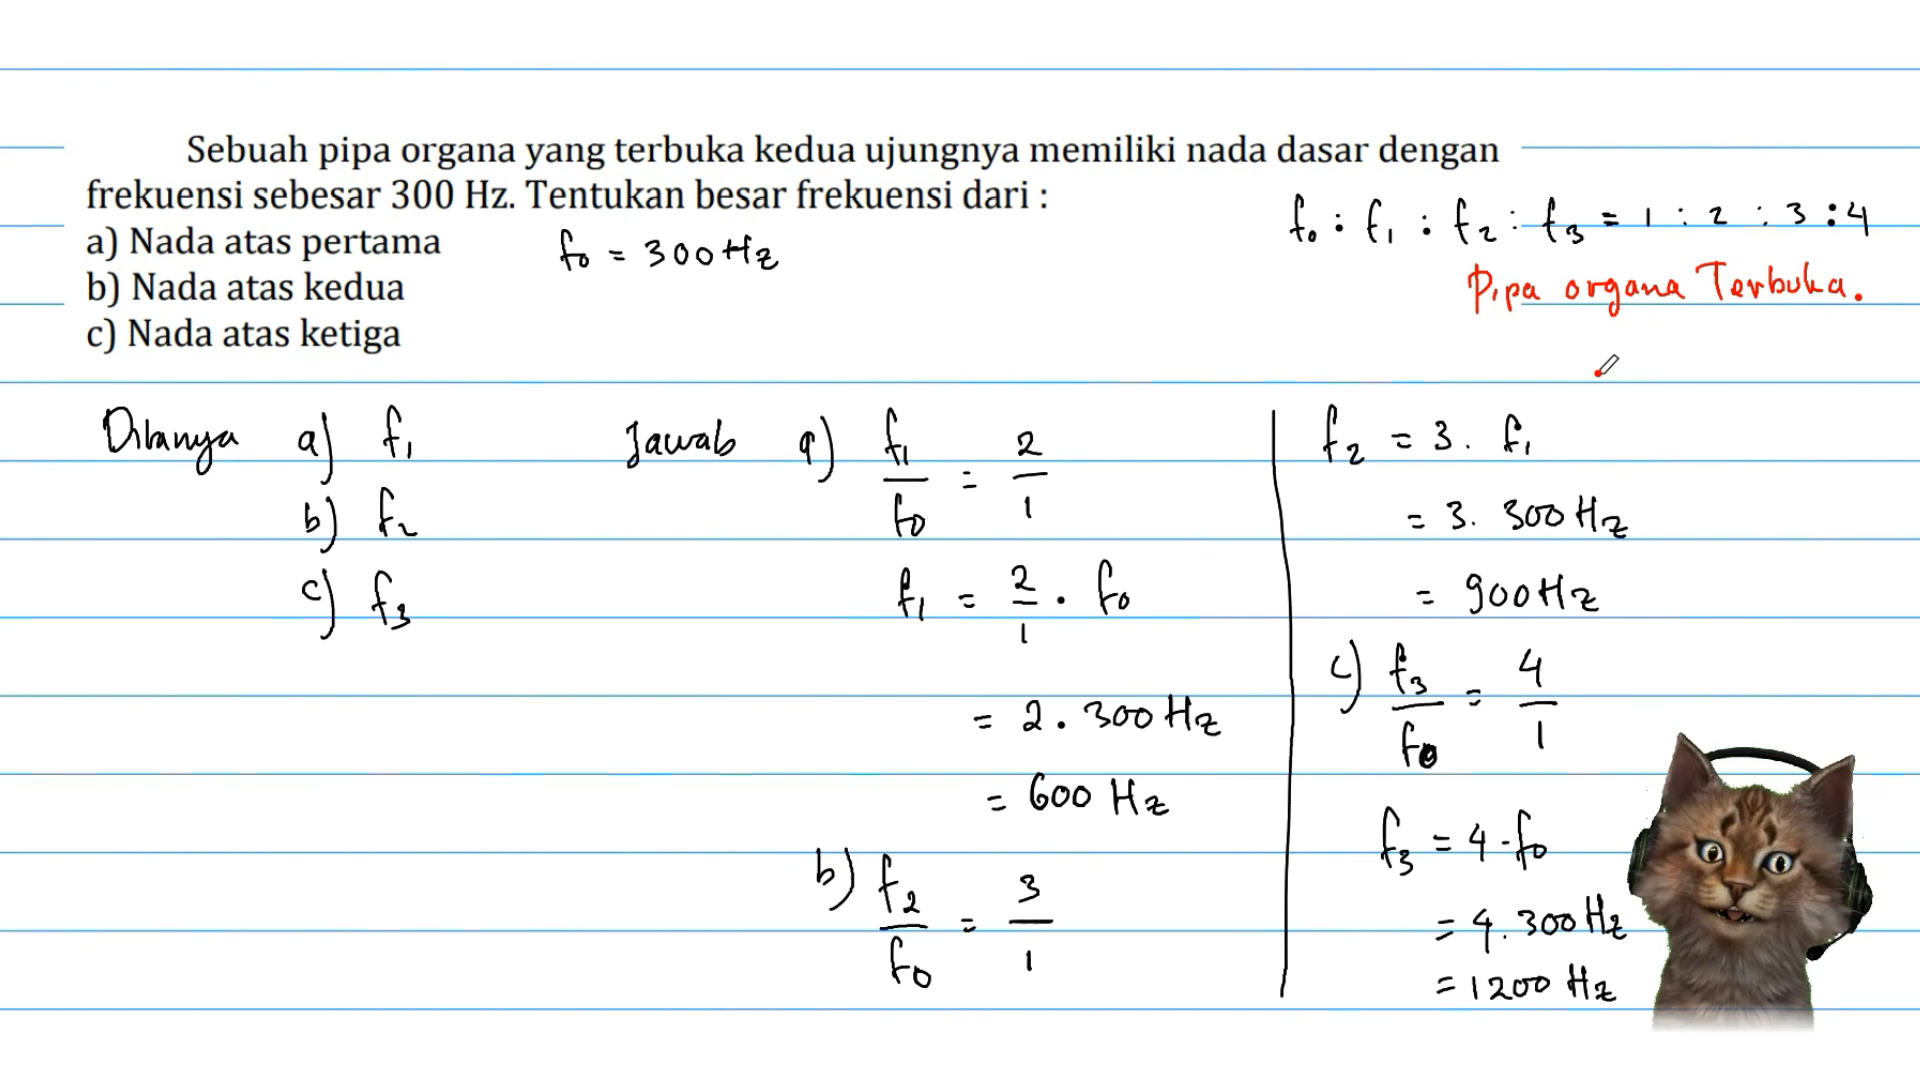 Sebuah pipa organa yang terbuka kedua ujungnya memiliki nada dasar dengan
frekuensi sebesar 300 Hz. Tentukan besar frekuensi dari :
a) Nada atas pertama
b) Nada atas kedua
c) Nada atas ketiga
f₀ = 300 Hz
f₀ : f₁ : f₂ : f₃ = 1 : 2 : 3 : 4
Pipa organa Terbuka.
Ditanya a) f₁
b) f₂
c) f₃
Jawab a) f₁/f₀ = 2/1
f₁ = 2/1 . f₀
= 2 . 300 Hz
= 600 Hz
b) f₂/f₀ = 3/1
f₂ = 3 . f₁
= 3 . 300 Hz
= 900 Hz
c) f₃/f₀ = 4/1
f₃ = 4 . f₀
= 4 . 300 Hz
= 1200 Hz